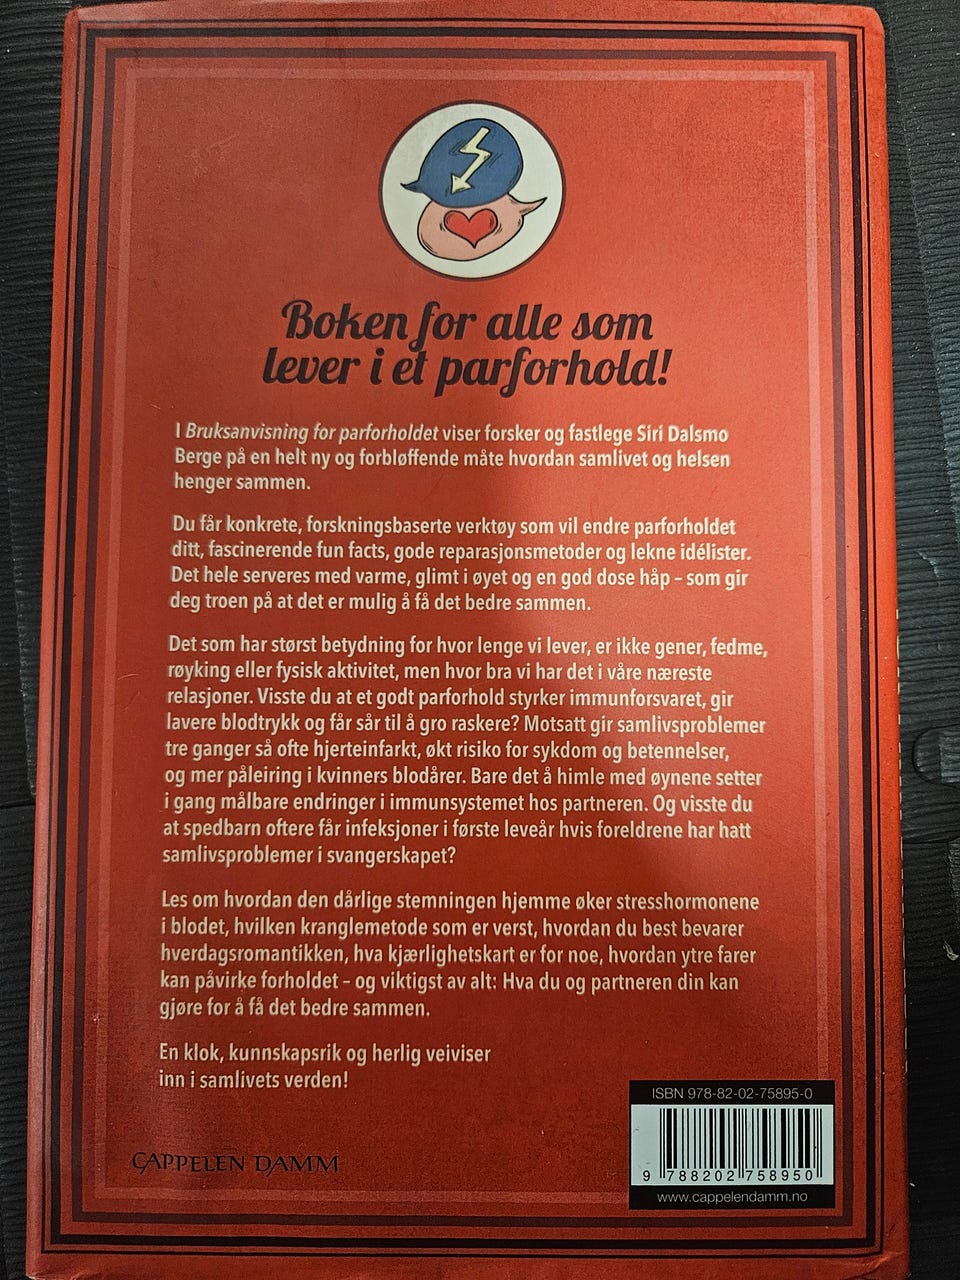 Boken for alle som
lever i et parforhold!
I Bruksanvisning for parforholdet viser forsker og fastlege Siri Dalsmo
Berge på en helt ny og forbløffende måte hvordan samlivet og helsen
henger sammen.
Du får konkrete, forskningsbaserte verktøy som vil endre parforholdet
ditt, fascinerende fun facts, gode reparasjonsmetoder og lekne idélister.
Det hele serveres med varme, glimt i øyet og en god dose håp – som gir
deg troen på at det er mulig å få det bedre sammen.
Det som har størst betydning for hvor lenge vi lever, er ikke gener, fedme,
røyking eller fysisk aktivitet, men hvor bra vi har det i våre næreste
relasjoner. Visste du at et godt parforhold styrker immunforsvaret, gir
lavere blodtrykk og får sår til å gro raskere? Motsatt gir samlivsproblemer
tre ganger så ofte hjerteinfarkt, økt risiko for sykdom og betennelser,
og mer påleiring i kvinners blodårer. Bare det å himle med øynene setter
i gang målbare endringer i immunsystemet hos partneren. Og visste du
at spedbarn oftere får infeksjoner i første leveår hvis foreldrene har hatt
samlivsproblemer i svangerskapet?
Les om hvordan den dårlige stemningen hjemme øker stresshormonene
i blodet, hvilken kranglemetode som er verst, hvordan du best bevarer
hverdagsromantikken, hva kjærlighetskart er for noe, hvordan ytre farer
kan påvirke forholdet – og viktigst av alt: Hva du og partneren din kan
gjøre for å få det bedre sammen.
En klok, kunnskapsrik og herlig veiviser
inn i samlivets verden!
CAPPELEN DAMM
ISBN 978-82-02-75895-0
9 788202 758950
www.cappelendamm.no